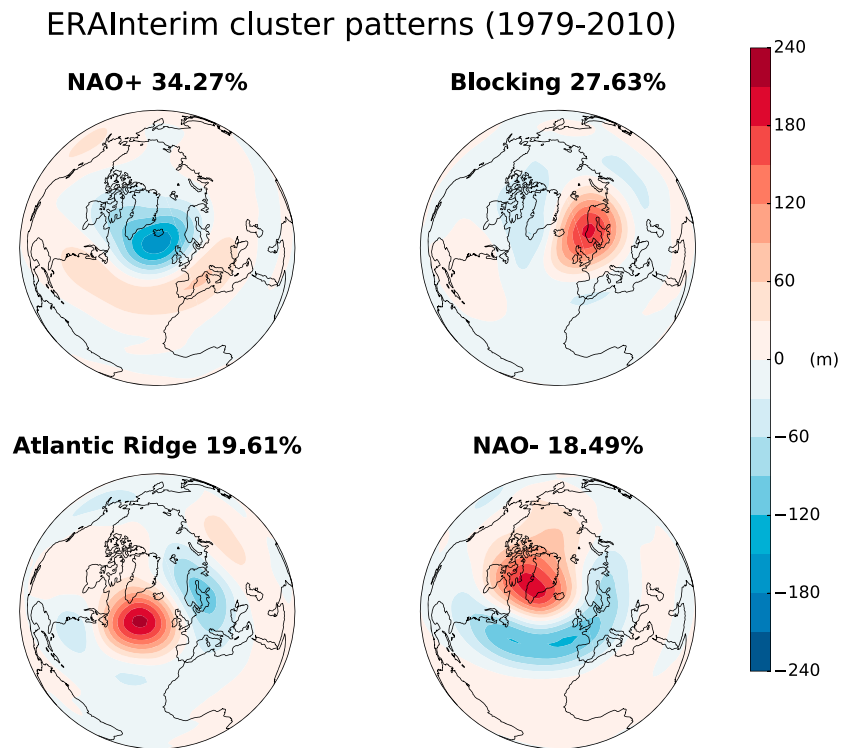 ERAInterim cluster patterns (1979-2010)
NAO+ 34.27%
Blocking 27.63%
Atlantic Ridge 19.61%
NAO- 18.49%
240
180
120
60
0 (m)
−60
−120
−180
−240